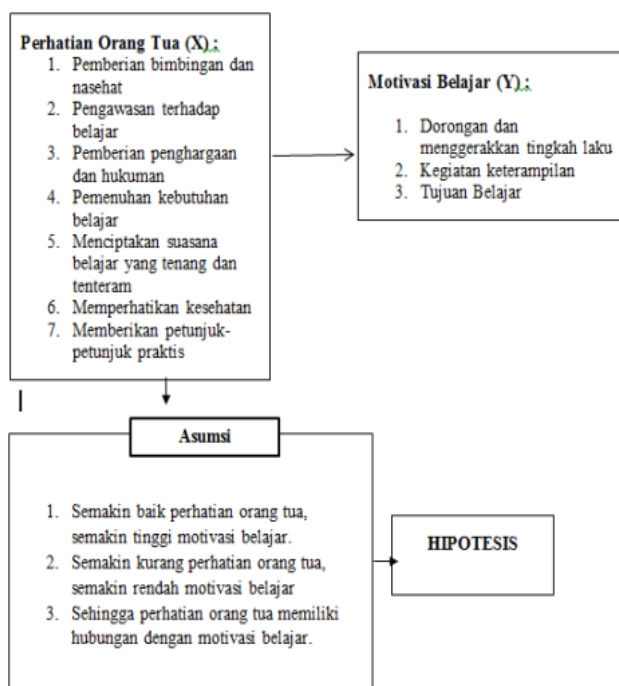 Perhatian Orang Tua (X) :
1. Pemberian bimbingan dan
nasehat
2. Pengawasan terhadap
belajar
3. Pemberian penghargaan
dan hukuman
4. Pemenuhan kebutuhan
belajar
5. Menciptakan suasana
belajar yang tenang dan
tenteram
6. Memperhatikan kesehatan
7. Memberikan petunjuk-
petunjuk praktis
Motivasi Belajar (Y) :
1. Dorongan dan
menggerakkan tingkah laku
2. Kegiatan keterampilan
3. Tujuan Belajar
Asumsi
1. Semakin baik perhatian orang tua,
semakin tinggi motivasi belajar.
2. Semakin kurang perhatian orang tua,
semakin rendah motivasi belajar
3. Sehingga perhatian orang tua memiliki
hubungan dengan motivasi belajar.
HIPOTESIS